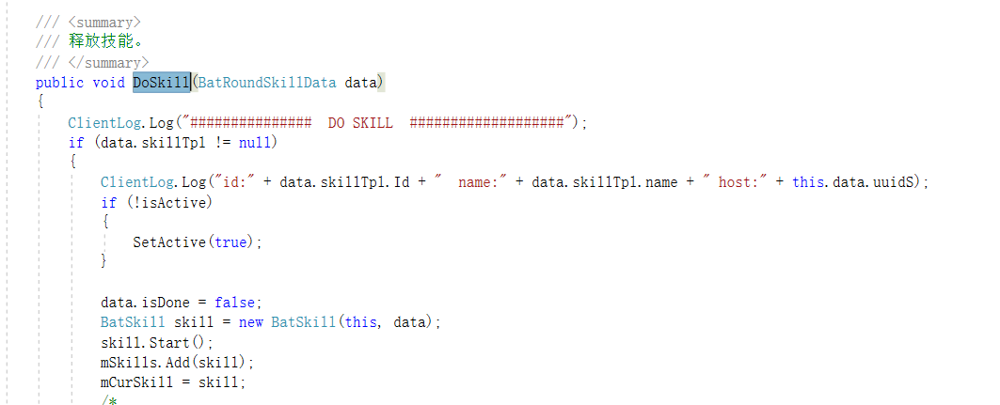 /// <summary>
/// 释放技能。
/// </summary>
public void DoSkill(BatRoundSkillData data)
{
ClientLog.Log("############### DO SKILL ###################");
if (data.skillTpl != null)
{
ClientLog.Log("id:" + data.skillTpl.Id + "  name:" + data.skillTpl.name + " host:" + this.data.uuidS);
if (!isActive)
{
SetActive(true);
}
data.isDone = false;
BatSkill skill = new BatSkill(this, data);
skill.Start();
mSkills.Add(skill);
mCurSkill = skill;
/*